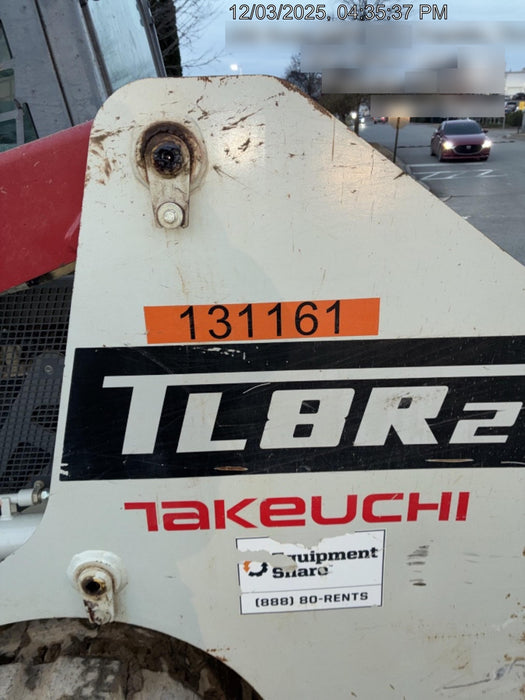 12/03/2025, 04:35:37 PM
131161
TL8R2
TAKEUCHI
Equipment
Share
(888) 80-RENTS